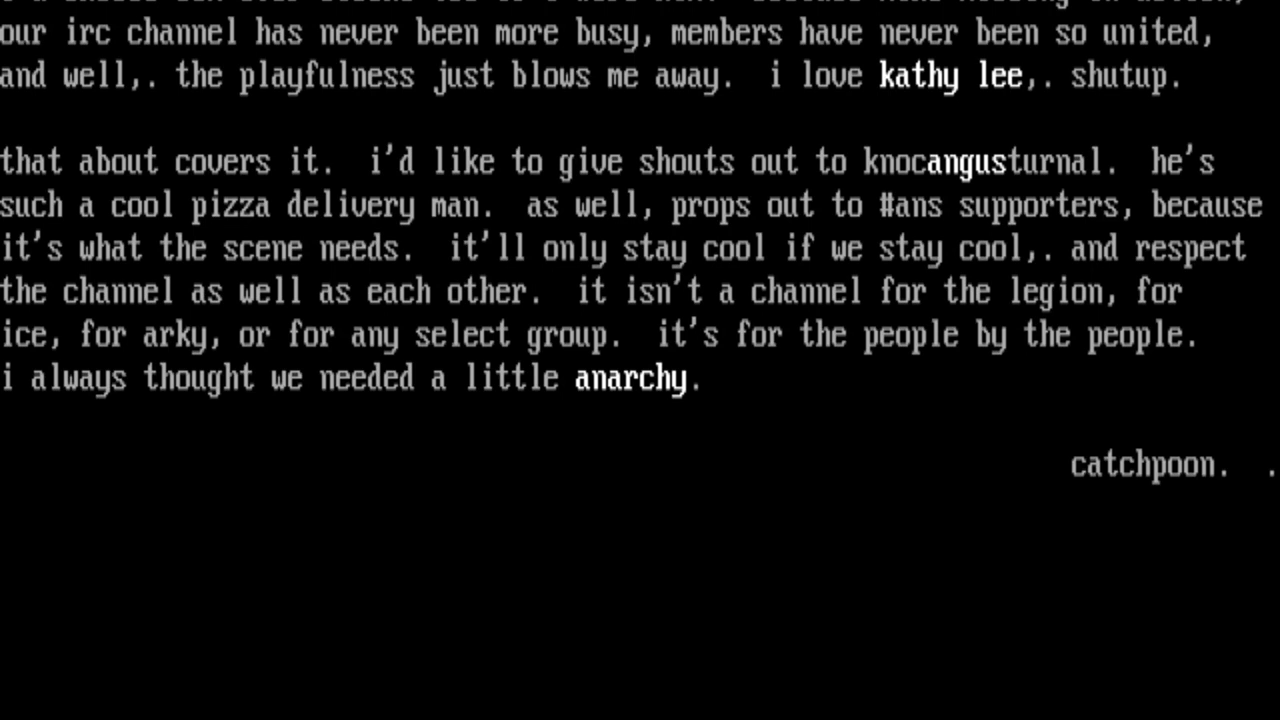 our irc channel has never been more busy, members have never been so united,
and well,. the playfulness just blows me away.  i love kathy lee,. shutup.
that about covers it.  i'd like to give shouts out to knocangusturnal.  he's
such a cool pizza delivery man.  as well, props out to #ans supporters, because
it's what the scene needs.  it'll only stay cool if we stay cool,. and respect
the channel as well as each other.  it isn't a channel for the legion, for
ice, for arky, or for any select group.  it's for the people by the people.
i always thought we needed a little anarchy.
catchpoon.  .